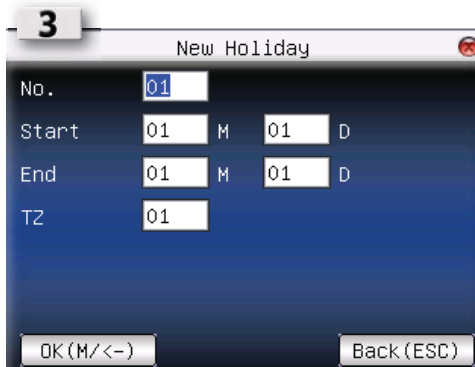 3
New Holiday
No. 01
Start 01 M 01 D
End 01 M 01 D
TZ 01
OK(M/<-) Back(ESC)